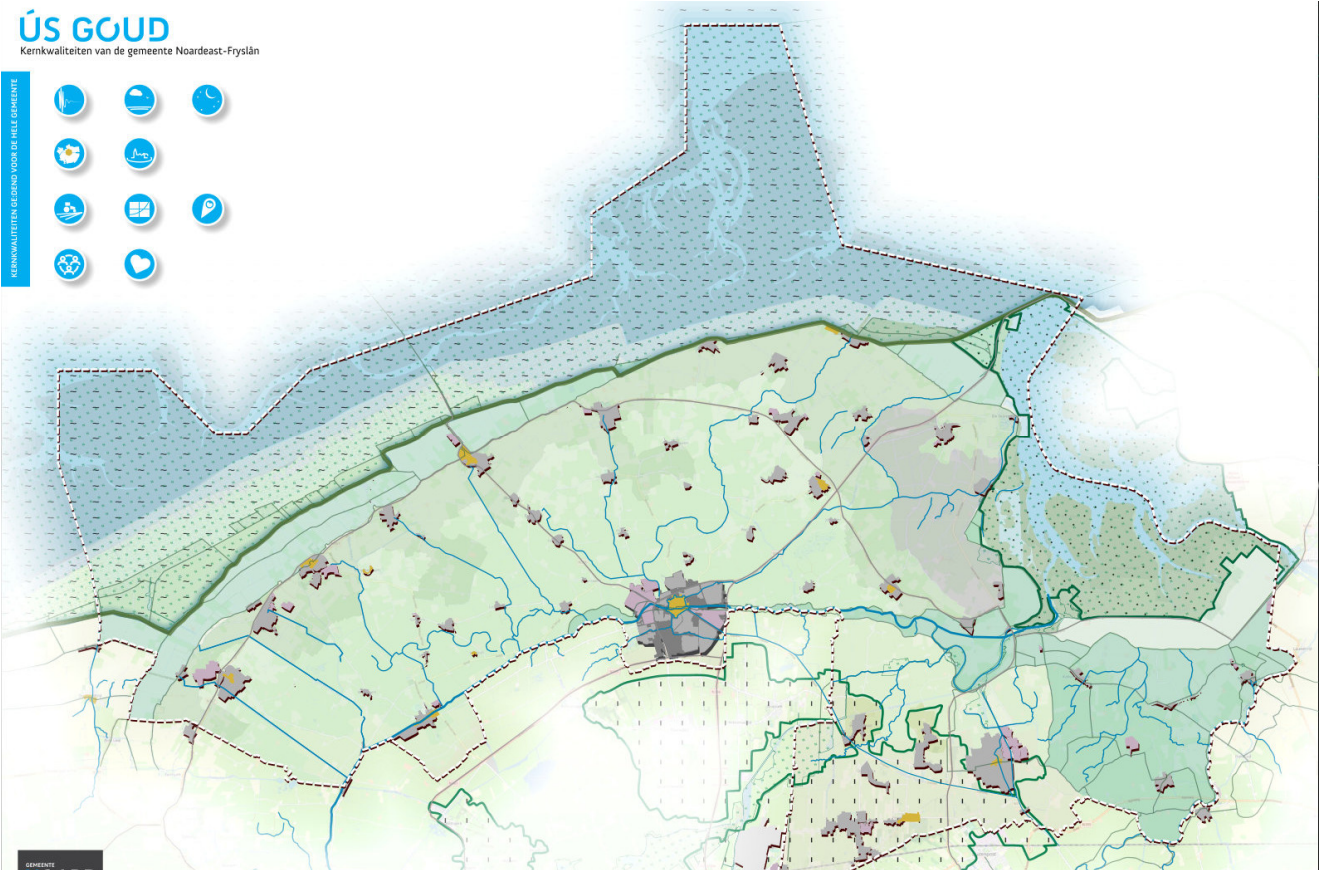 ÚS GOUD
Kernkwaliteiten van de gemeente Noardeast-Fryslân
KERNKWALITEITEN GELDEND VOOR DE HELE GEMEENTE
GEMEENTE